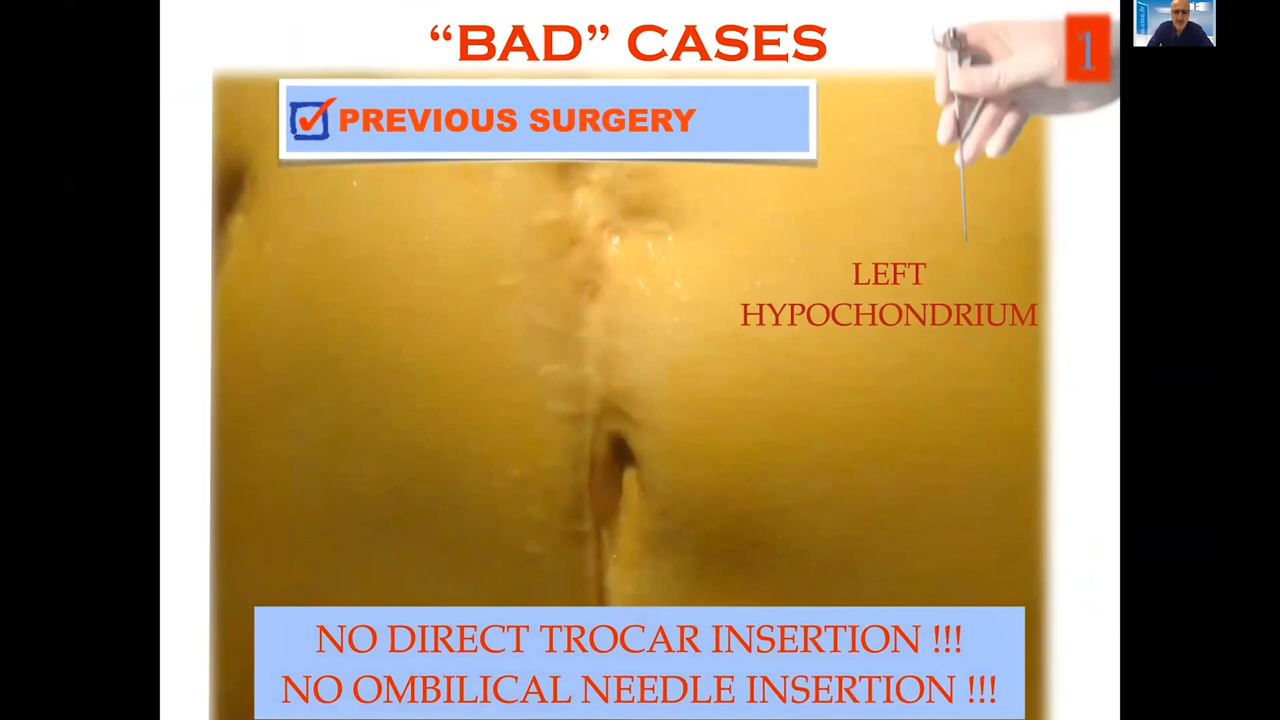 “BAD” CASES
1
PREVIOUS SURGERY
LEFT
HYPOCHONDRIUM
NO DIRECT TROCAR INSERTION !!!
NO OMBILICAL NEEDLE INSERTION !!!